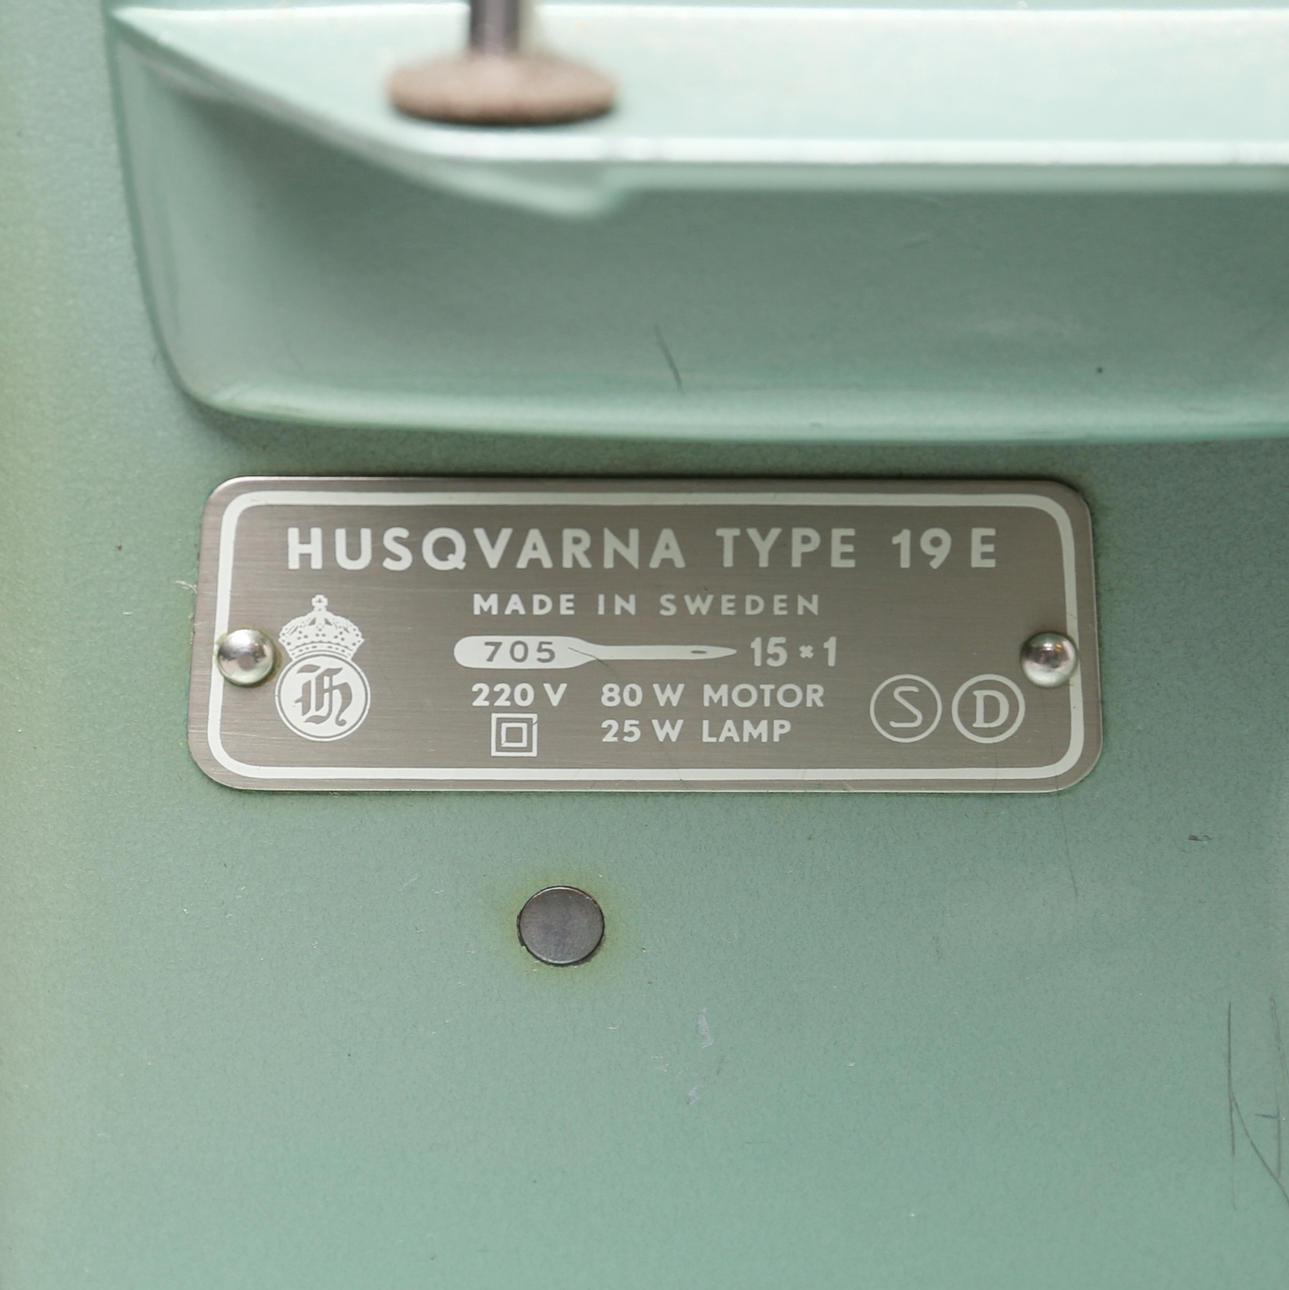 HUSQVARNA TYPE 19 E
MADE IN SWEDEN
705 15 × 1
H
220 V 80 W MOTOR
25 W LAMP
S D